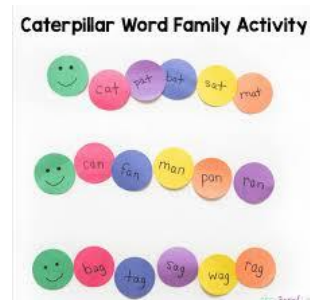 Caterpillar Word Family Activity
cat pat bat sat mat
can fan man pan ran
bag tag sag wag rag